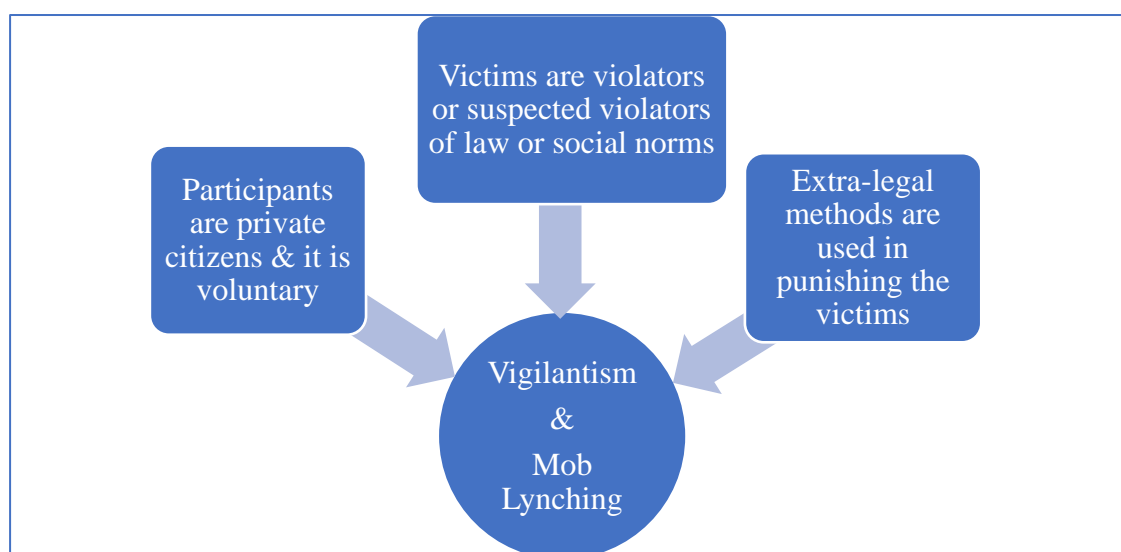 Victims are violators
or suspected violators
of law or social norms
Participants
are private
citizens & it is
voluntary
Extra-legal
methods are
used in
punishing the
victims
Vigilantism
&
Mob
Lynching